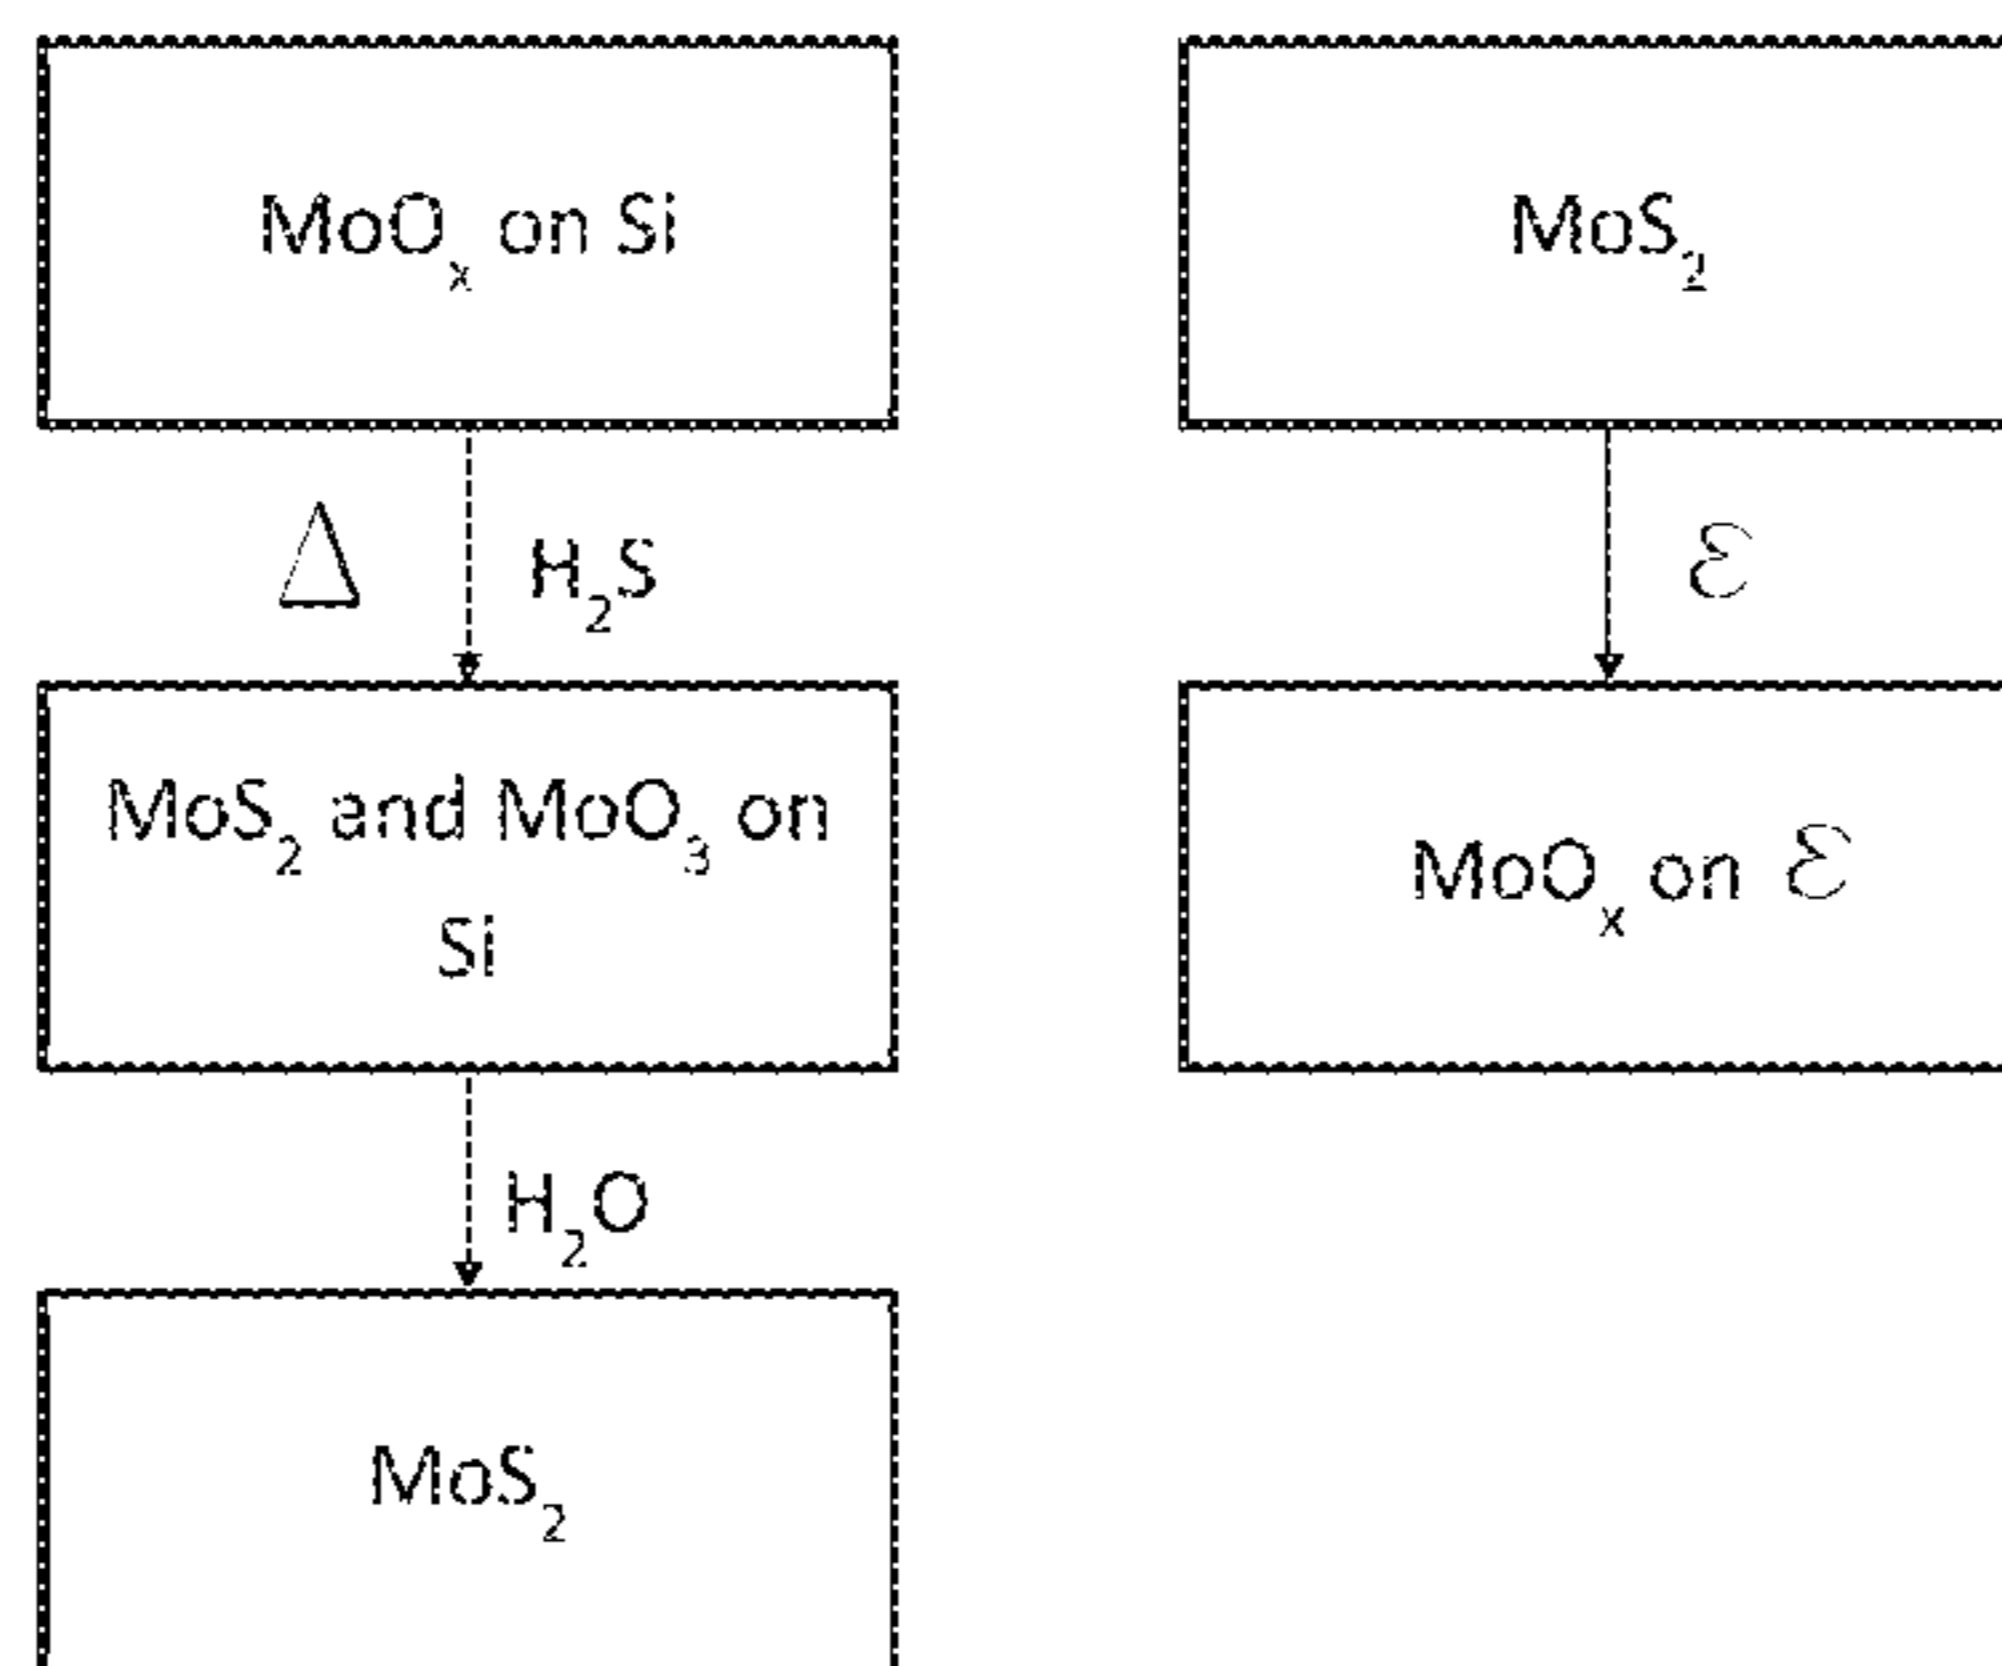 MoOₓ on Si
Δ H₂S
MoS₂ and MoO₃ on
Si
H₂O
MoS₂
MoS₂
ℰ
MoOₓ on ℰ